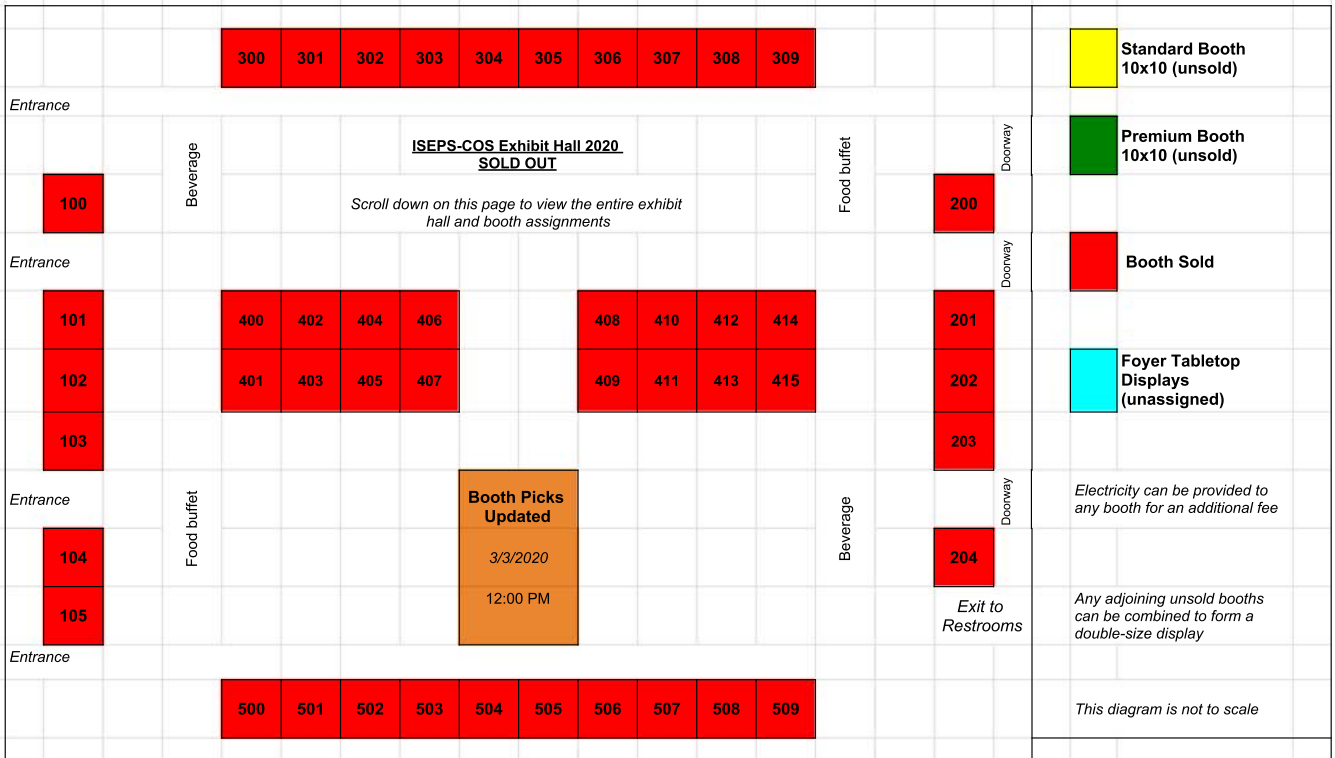 300 301 302 303 304 305 306 307 308 309
Standard Booth
10x10 (unsold)
Entrance
Beverage
ISEPS-COS Exhibit Hall 2020
SOLD OUT
Food buffet
Doorway
Premium Booth
10x10 (unsold)
100
Scroll down on this page to view the entire exhibit
hall and booth assignments
200
Entrance
Doorway
Booth Sold
101 400 402 404 406 408 410 412 414 201
102 401 403 405 407 409 411 413 415 202
Foyer Tabletop
Displays
(unassigned)
103 203
Entrance
Food buffet
Booth Picks
Updated
3/3/2020
12:00 PM
Beverage
Doorway
Electricity can be provided to
any booth for an additional fee
104 204
105
Exit to
Restrooms
Any adjoining unsold booths
can be combined to form a
double-size display
Entrance
500 501 502 503 504 505 506 507 508 509
This diagram is not to scale